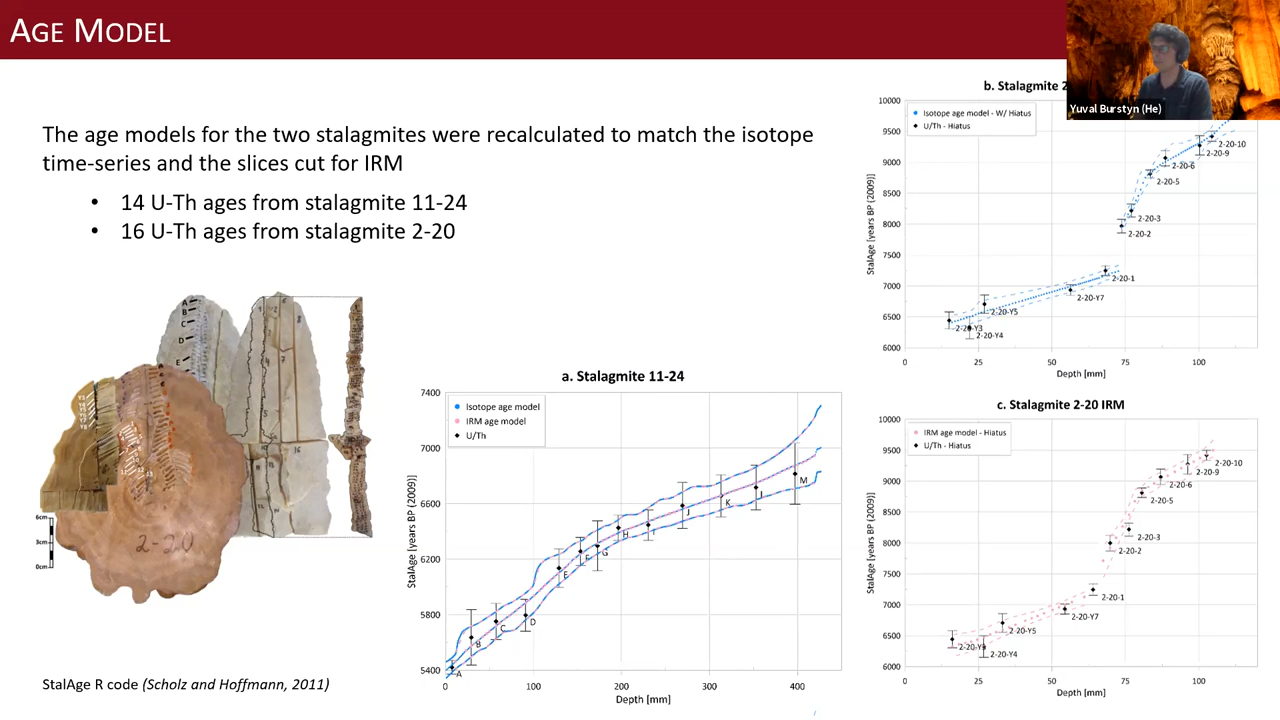 AGE MODEL
The age models for the two stalagmites were recalculated to match the isotope
time-series and the slices cut for IRM
• 14 U-Th ages from stalagmite 11-24
• 16 U-Th ages from stalagmite 2-20
A
B
C
D
E
6cm
3cm
0cm
2-20
StalAge R code (Scholz and Hoffmann, 2011)
a. Stalagmite 11-24
Isotope age model
IRM age model
U/Th
StalAge [years BP (2009)]
7400
7000
6600
6200
5800
5400
A
B
C
D
E
F
G
H
I
J
K
L
M
0
100
200
300
400
Depth [mm]
b. Stalagmite 2
Yuval Burstyn (He)
Isotope age model - W/ Hiatus
U/Th - Hiatus
StalAge [years BP (2009)]
10000
9500
9000
8500
8000
7500
7000
6500
6000
2-20-10
2-20-9
2-20-6
2-20-5
2-20-3
2-20-2
2-20-1
2-20-Y7
2-20-Y5
2-20-Y3
2-20-Y4
0
25
50
75
100
Depth [mm]
c. Stalagmite 2-20 IRM
IRM age model - Hiatus
U/Th - Hiatus
StalAge [years BP (2009)]
10000
9500
9000
8500
8000
7500
7000
6500
6000
2-20-10
2-20-9
2-20-6
2-20-5
2-20-3
2-20-2
2-20-1
2-20-Y7
2-20-Y5
2-20-Y4
0
25
50
75
100
Depth [mm]